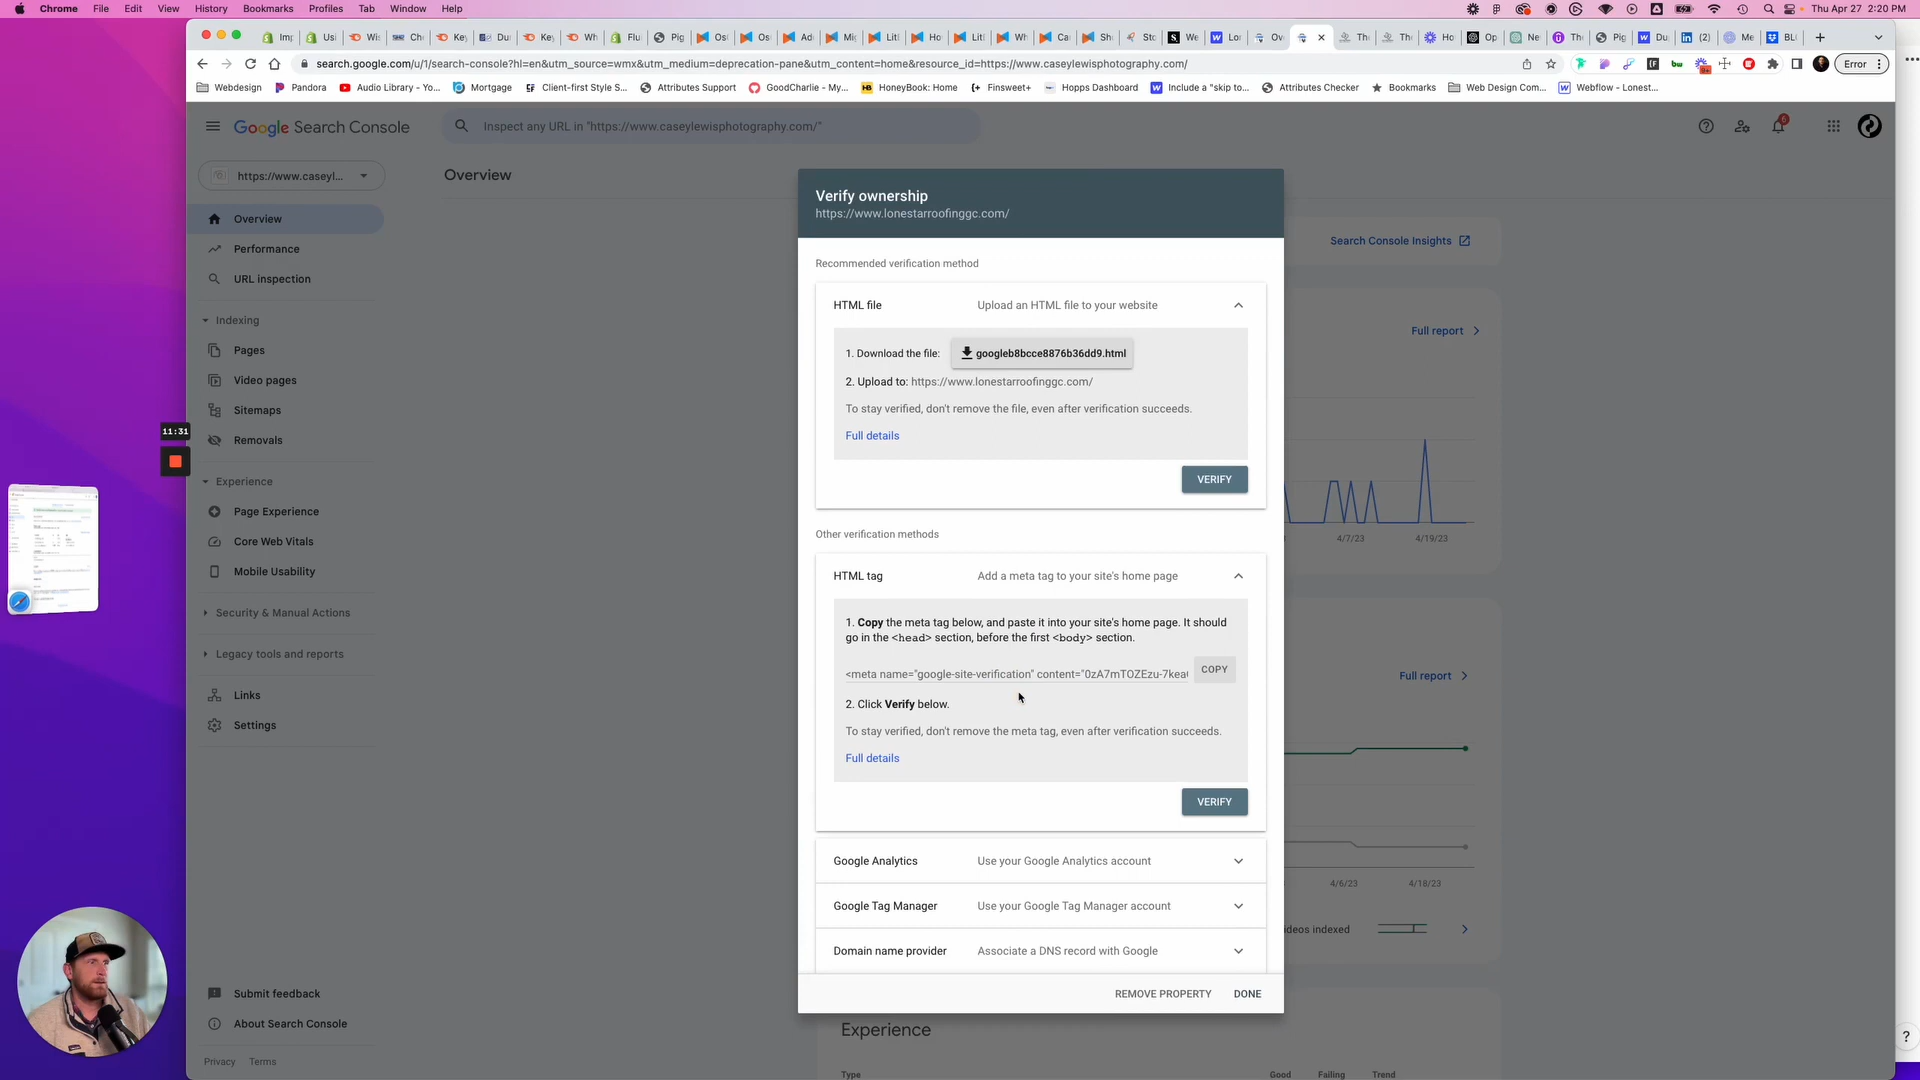 Chrome File Edit View History Bookmarks Profiles Tab Window Help
Thu Apr 27 2:20 PM
search.google.com/u/1/search-console?hl=en&utm_source=wmx&utm_medium=deprecation-pane&utm_content=home&resource_id=https://www.caseylewisphotography.com/
Error
Webdesign Pandora Audio Library - Yo... Mortgage Client-first Style S... Attributes Support GoodCharlie - My... HoneyBook: Home Finsweet+ Hopps Dashboard Include a "skip to... Attributes Checker Bookmarks Web Design Com... Webflow - Lonest...
Google Search Console
Inspect any URL in "https://www.caseylewisphotography.com/"
https://www.caseyl...
Overview
Overview
Performance
URL inspection
Indexing
Pages
Video pages
Sitemaps
Removals
Experience
Page Experience
Core Web Vitals
Mobile Usability
Security & Manual Actions
Legacy tools and reports
Links
Settings
Submit feedback
About Search Console
Privacy Terms
11:31
Verify ownership
https://www.lonestarroofinggc.com/
Recommended verification method
HTML file Upload an HTML file to your website
1. Download the file: googleb8bcce8876b36dd9.html
2. Upload to: https://www.lonestarroofinggc.com/
To stay verified, don't remove the file, even after verification succeeds.
Full details
VERIFY
Other verification methods
HTML tag Add a meta tag to your site's home page
1. Copy the meta tag below, and paste it into your site's home page. It should
go in the <head> section, before the first <body> section.
<meta name="google-site-verification" content="0zA7mTOZEzu-7kea
COPY
2. Click Verify below.
To stay verified, don't remove the meta tag, even after verification succeeds.
Full details
VERIFY
Google Analytics Use your Google Analytics account
Google Tag Manager Use your Google Tag Manager account
Domain name provider Associate a DNS record with Google
REMOVE PROPERTY DONE
Search Console Insights
Full report
4/7/23 4/19/23
Full report
4/6/23 4/18/23
ideos indexed
Experience
Type Good Failing Trend